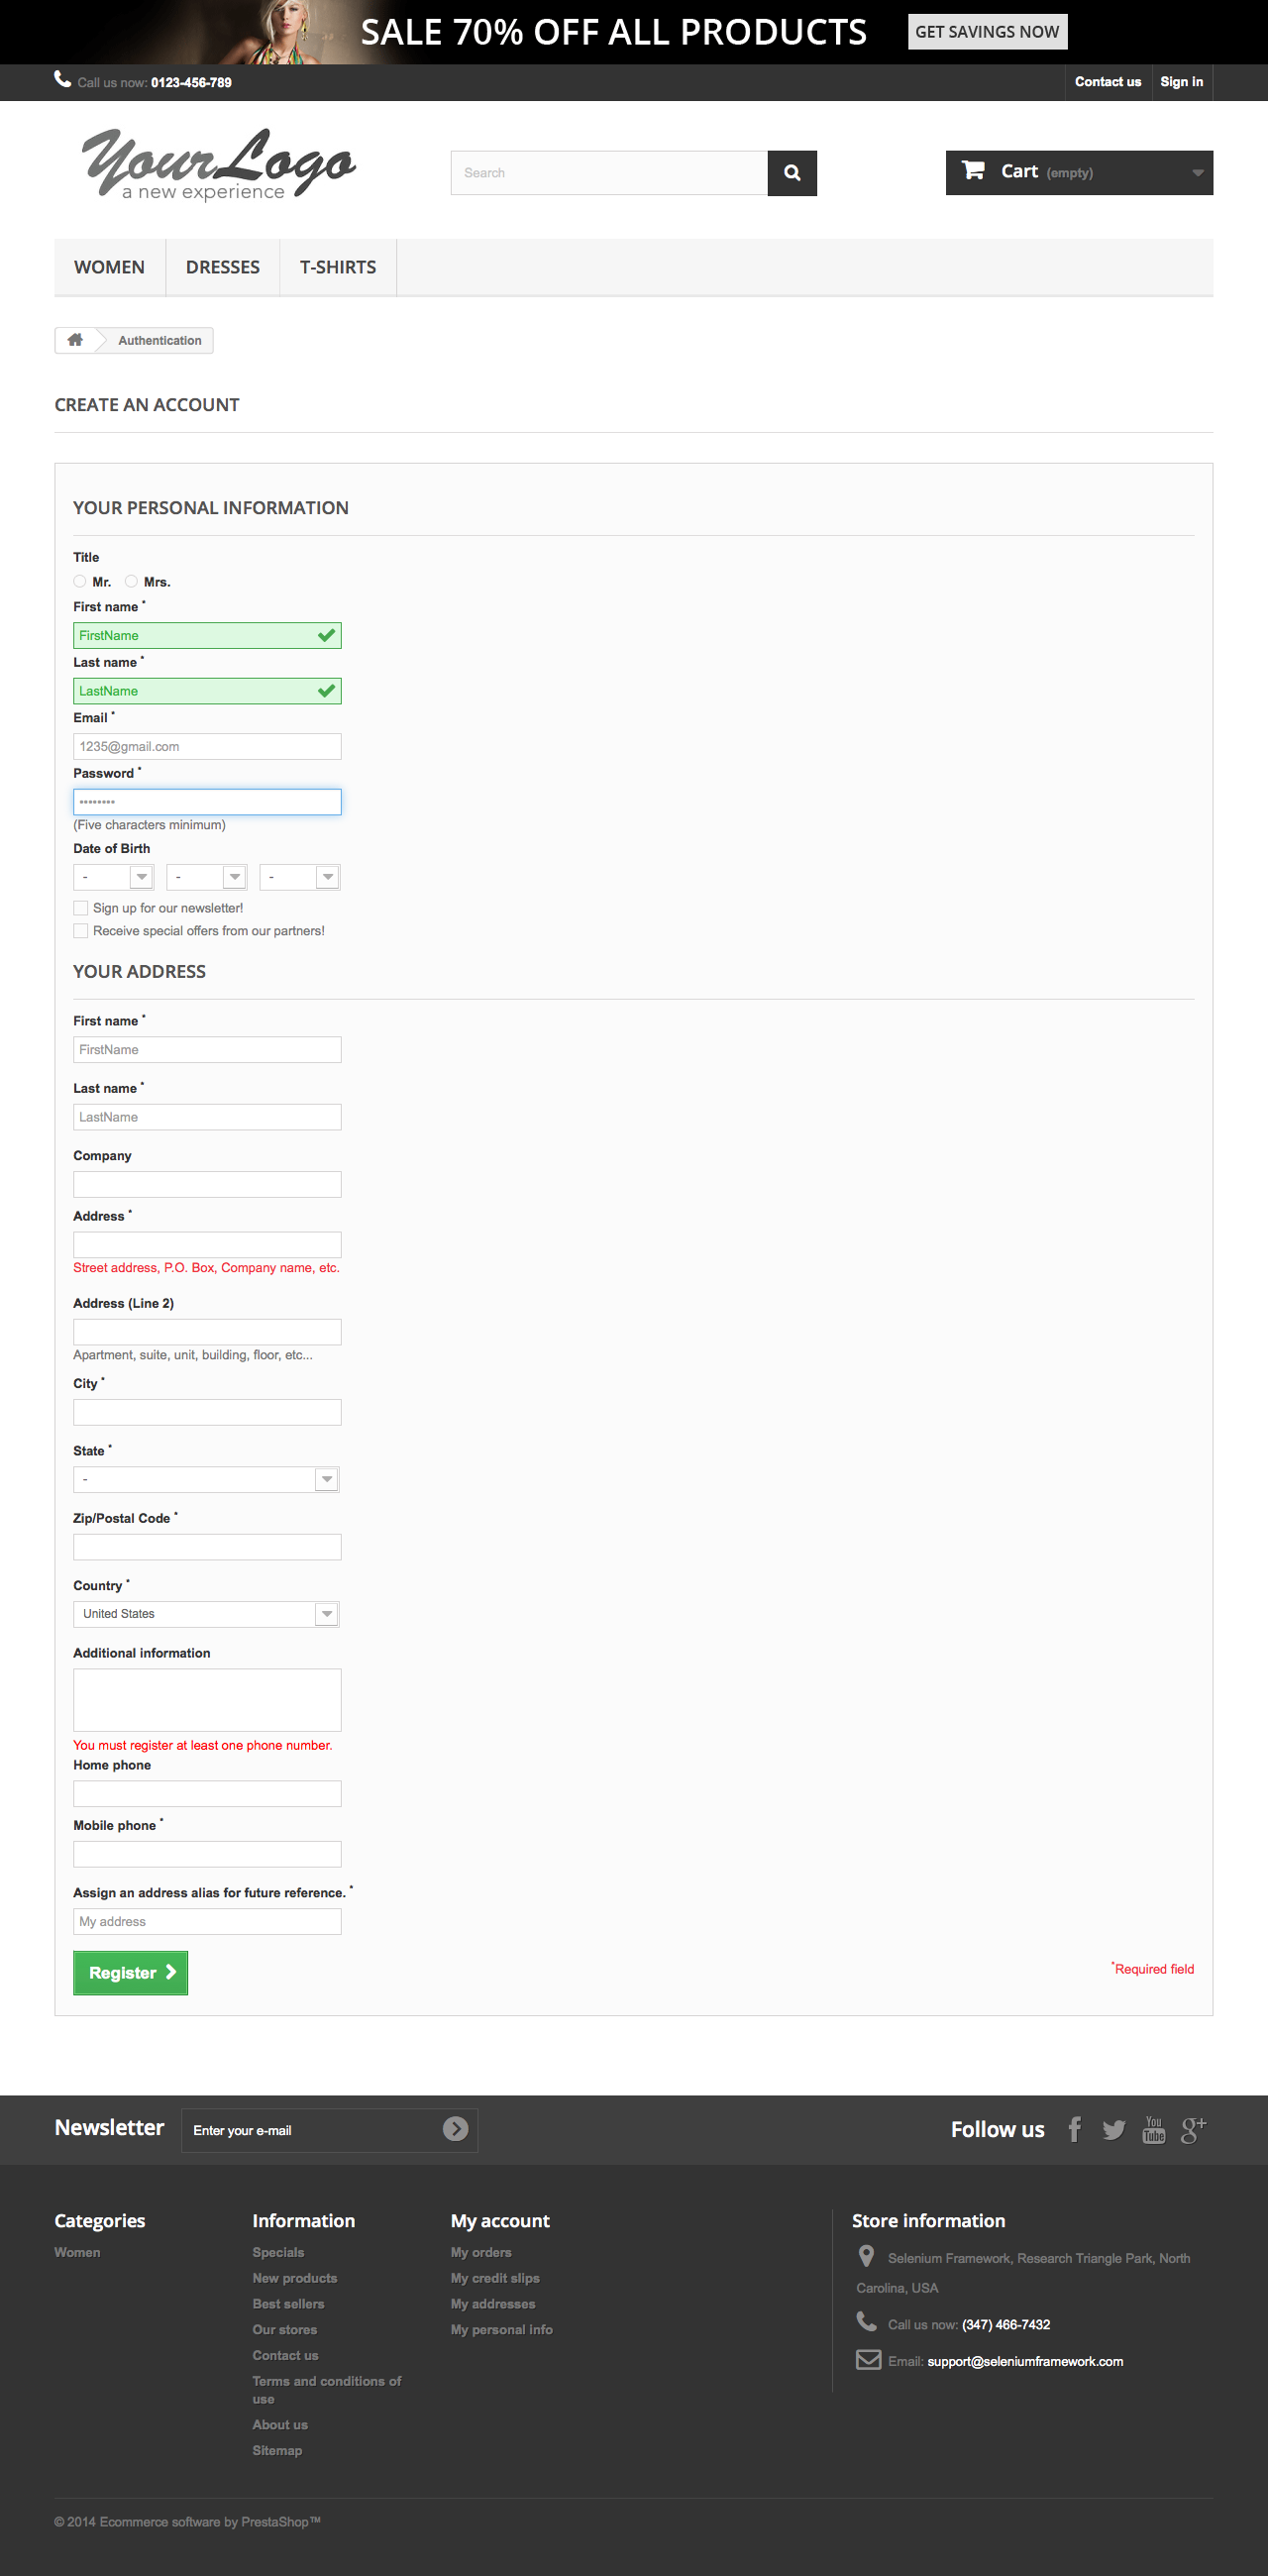 SALE 70% OFF ALL PRODUCTS GET SAVINGS NOW
Call us now: 0123-456-789 Contact us Sign in
YourLogo
a new experience
Search
Cart (empty)
WOMEN DRESSES T-SHIRTS
Authentication
CREATE AN ACCOUNT
YOUR PERSONAL INFORMATION
Title
Mr. Mrs.
First name *
FirstName
Last name *
LastName
Email *
1235@gmail.com
Password *
••••••••
(Five characters minimum)
Date of Birth
- - -
Sign up for our newsletter!
Receive special offers from our partners!
YOUR ADDRESS
First name *
FirstName
Last name *
LastName
Company
Address *
Street address, P.O. Box, Company name, etc.
Address (Line 2)
Apartment, suite, unit, building, floor, etc...
City *
State *
-
Zip/Postal Code *
Country *
United States
Additional information
You must register at least one phone number.
Home phone
Mobile phone *
Assign an address alias for future reference. *
My address
Register
*Required field
Newsletter
Enter your e-mail
Follow us
You
Tube
g+
Categories
Women
Information
Specials
New products
Best sellers
Our stores
Contact us
Terms and conditions of
use
About us
Sitemap
My account
My orders
My credit slips
My addresses
My personal info
Store information
Selenium Framework, Research Triangle Park, North
Carolina, USA
Call us now: (347) 466-7432
Email: support@seleniumframework.com
© 2014 Ecommerce software by PrestaShop™